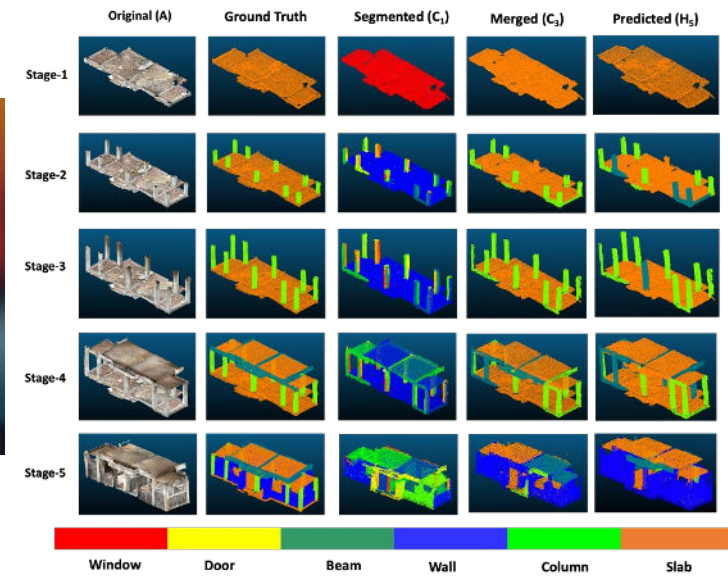 Original (A) Ground Truth Segmented (C₁) Merged (C₃) Predicted (H₅)
Stage-1
Stage-2
Stage-3
Stage-4
Stage-5
Window Door Beam Wall Column Slab